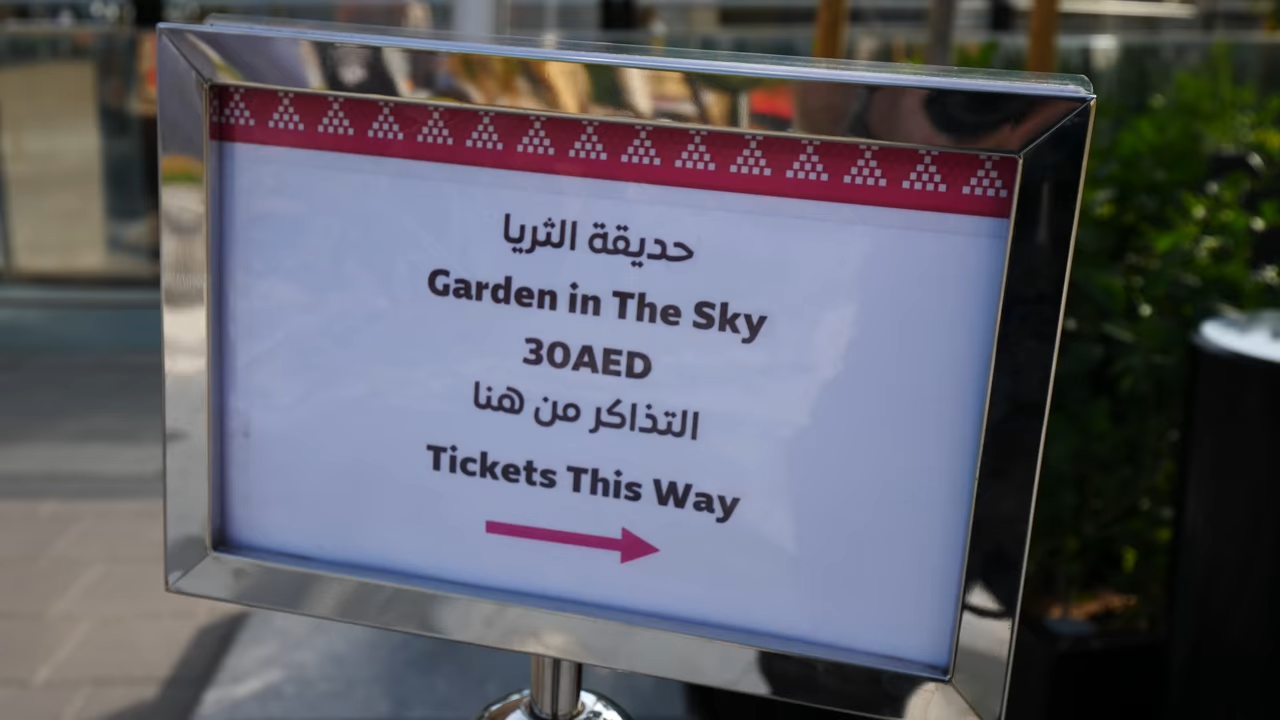 حديقة الثريا
Garden in The Sky
30AED
التذاكر من هنا
Tickets This Way